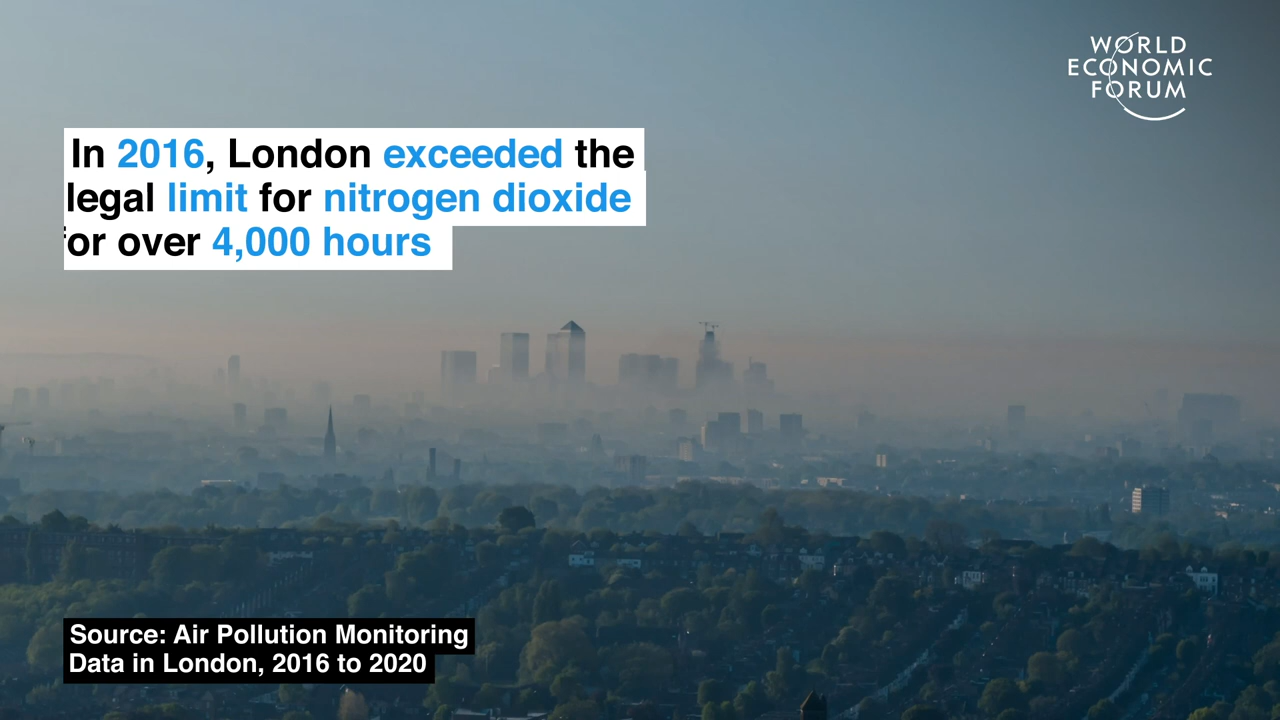 In 2016, London exceeded the
legal limit for nitrogen dioxide
for over 4,000 hours
WORLD
ECONOMIC
FORUM
Source: Air Pollution Monitoring
Data in London, 2016 to 2020